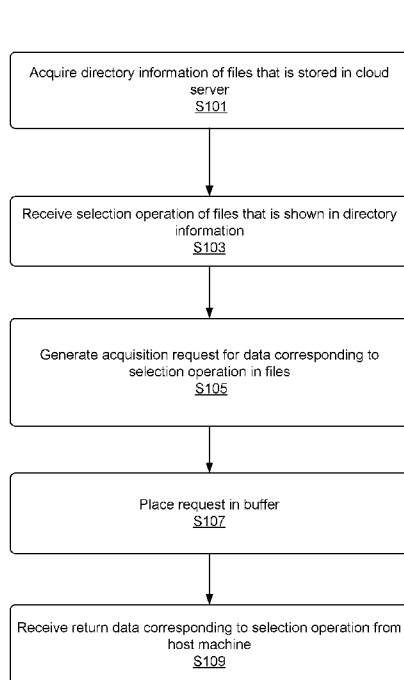 Acquire directory information of files that is stored in cloud
server
S101
Receive selection operation of files that is shown in directory
information
S103
Generate acquisition request for data corresponding to
selection operation in files
S105
Place request in buffer
S107
Receive return data corresponding to selection operation from
host machine
S109